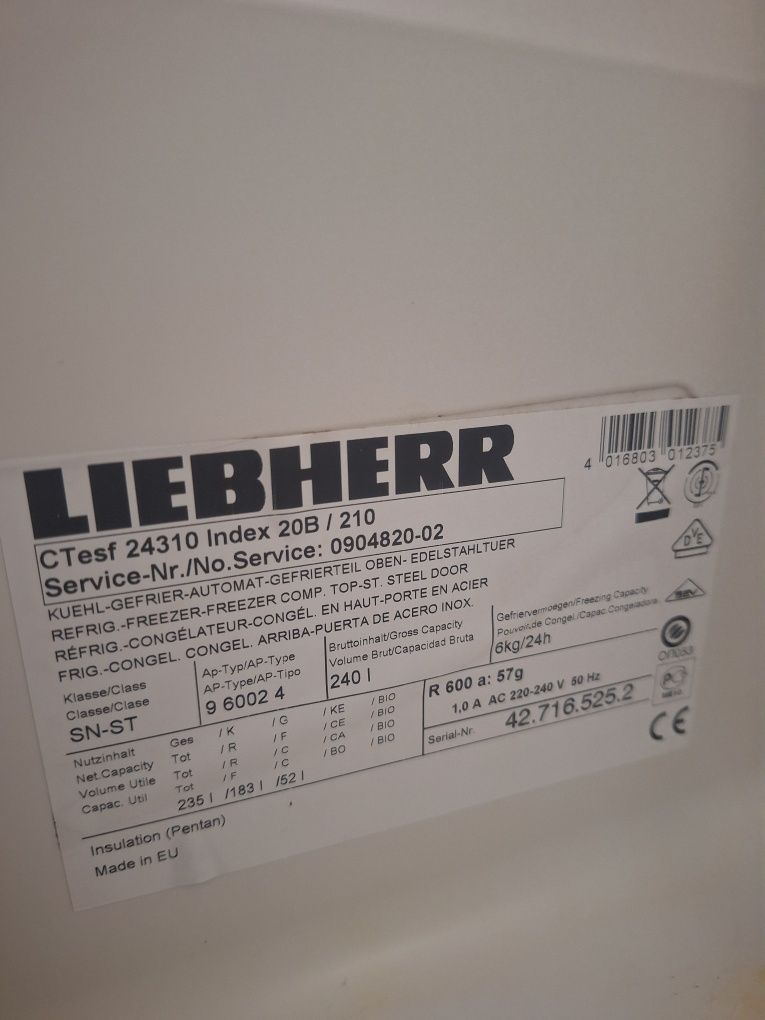 LIEBHERR
4 016803 012375
CTesf 24310 Index 20B / 210
Service-Nr./No.Service: 0904820-02
KUEHL-GEFRIER-AUTOMAT-GEFRIERTEIL OBEN- EDELSTAHLTUER
REFRIG.-FREEZER-FREEZER COMP. TOP-ST. STEEL DOOR
RÉFRIG.-CONGÉLATEUR-CONGÉL. EN HAUT-PORTE EN ACIER
FRIG.-CONGEL. CONGEL. ARRIBA-PUERTA DE ACERO INOX.
Klasse/Class
Classe/Clase
SN-ST
Ap-Typ/AP-Type
AP-Type/AP-Tipo
9 6002 4
Bruttoinhalt/Gross Capacity
Volume Brut/Capacidad Bruta
240 l
Gefriervermoegen/Freezing Capacity
Pouvoir.de Congel./Capac.Congeladora.
6kg/24h
Nutzinhalt Ges / K / G / KE / BIO
Net.Capacity Tot / R / F / CE / BIO
Volume Utile Tot / R / C / CA / BIO
Capac. Util Tot / F / C / BO / BIO
235 l /183 l /52 l
R 600 a: 57g
1,0 A AC 220-240 V 50 Hz
Serial-Nr. 42.716.525.2
Insulation (Pentan)
Made in EU
DVE
SEV
CE